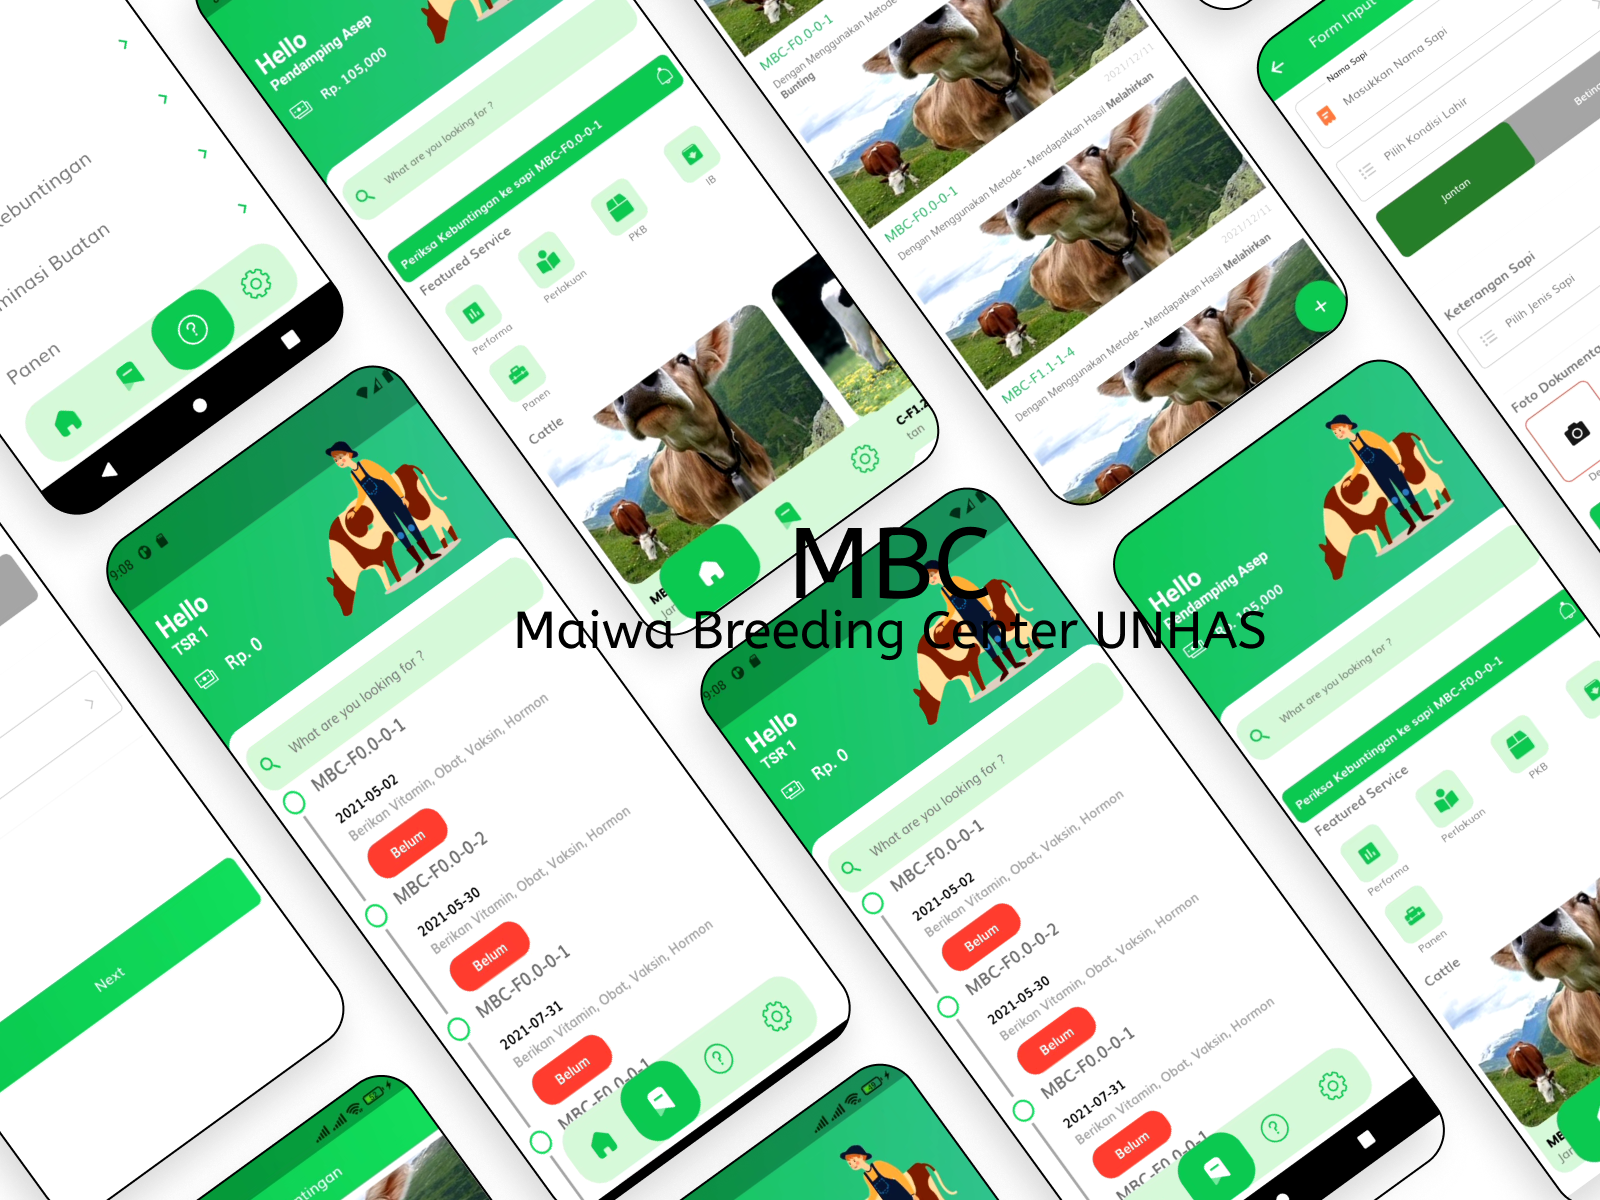 Kebuntingan
minasi Buatan
Panen
Hello
Pendamping Asep
Rp. 105,000
What are you looking for ?
Periksa Kebuntingan ke sapi MBC-F0.0-0-1
Featured Service
Performa
Perlakuan
PKB
IB
Panen
Cattle
C-F1.2
tan
ME
Jar
MBC-F0.0-0-1
Dengan Menggunakan Metode
Bunting
2021/12/11
MBC-F0.0-0-1
Dengan Menggunakan Metode - Mendapatkan Hasil Melahirkan
2021/12/11
MBC-F1.1-1-4
Dengan Menggunakan Metode - Mendapatkan Hasil Melahirkan
+
Form Input
Nama Sapi
Masukkan Nama Sapi
Pilih Kondisi Lahir
Jantan
Betina
Keterangan Sapi
Pilih Jenis Sapi
Foto Dokumenta
De
MBC
Maiwa Breeding Center UNHAS
Next
9:08
Hello
TSR 1
Rp. 0
What are you looking for ?
MBC-F0.0-0-1
2021-05-02
Berikan Vitamin, Obat, Vaksin, Hormon
Belum
MBC-F0.0-0-2
2021-05-30
Berikan Vitamin, Obat, Vaksin, Hormon
Belum
MBC-F0.0-0-1
2021-07-31
Berikan Vitamin, Obat, Vaksin, Hormon
Belum
MBC-F0.0-0-1
9:08
Hello
TSR 1
Rp. 0
What are you looking for ?
MBC-F0.0-0-1
2021-05-02
Berikan Vitamin, Obat, Vaksin, Hormon
Belum
MBC-F0.0-0-2
2021-05-30
Berikan Vitamin, Obat, Vaksin, Hormon
Belum
MBC-F0.0-0-1
2021-07-31
Berikan Vitamin, Obat, Vaksin, Hormon
Belum
MBC-F0.0-0-1
Hello
Pendamping Asep
Rp. 105,000
What are you looking for ?
Periksa Kebuntingan ke sapi MBC-F0.0-0-1
Featured Service
Performa
Perlakuan
PKB
Panen
Cattle
ME
Jar
ntingan